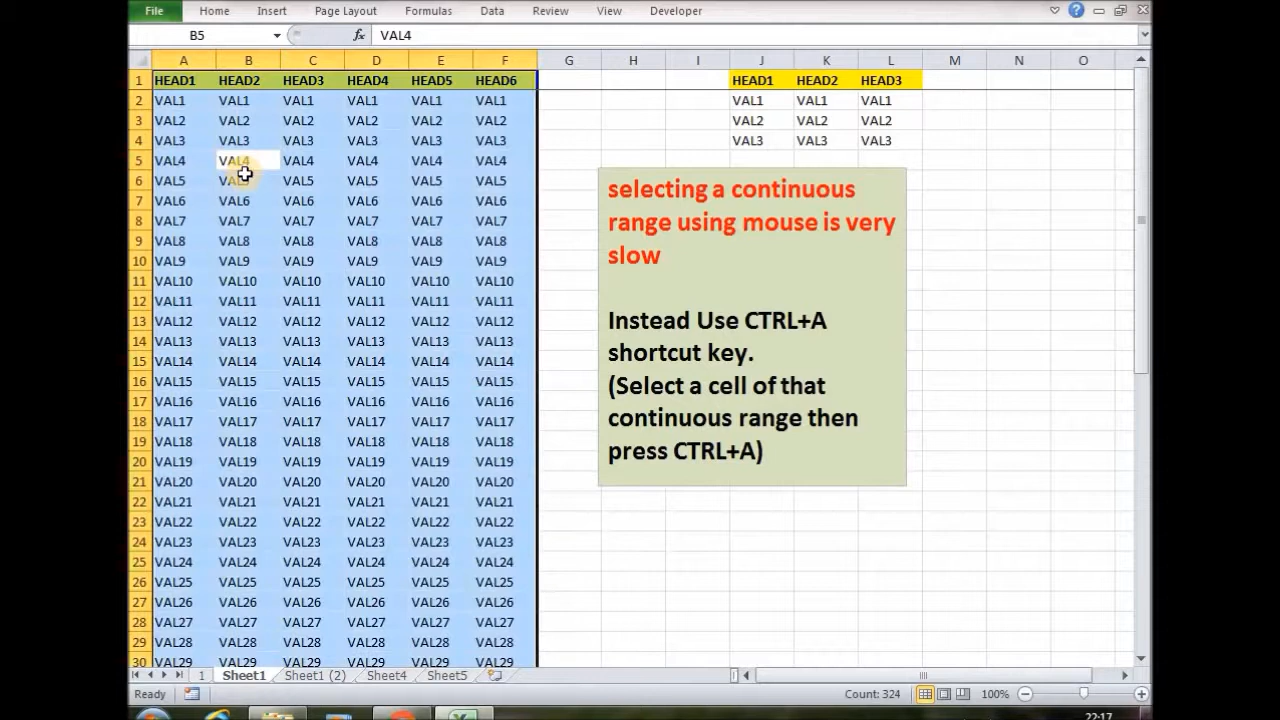 File Home Insert Page Layout Formulas Data Review View Developer
B5 fx VAL4
A B C D E F G H I J K L M N O
1 HEAD1 HEAD2 HEAD3 HEAD4 HEAD5 HEAD6 HEAD1 HEAD2 HEAD3
2 VAL1 VAL1 VAL1 VAL1 VAL1 VAL1 VAL1 VAL1 VAL1
3 VAL2 VAL2 VAL2 VAL2 VAL2 VAL2 VAL2 VAL2 VAL2
4 VAL3 VAL3 VAL3 VAL3 VAL3 VAL3 VAL3 VAL3 VAL3
5 VAL4 VAL4 VAL4 VAL4 VAL4 VAL4
6 VAL5 VAL5 VAL5 VAL5 VAL5 VAL5
7 VAL6 VAL6 VAL6 VAL6 VAL6 VAL6
8 VAL7 VAL7 VAL7 VAL7 VAL7 VAL7
9 VAL8 VAL8 VAL8 VAL8 VAL8 VAL8
10 VAL9 VAL9 VAL9 VAL9 VAL9 VAL9
11 VAL10 VAL10 VAL10 VAL10 VAL10 VAL10
12 VAL11 VAL11 VAL11 VAL11 VAL11 VAL11
13 VAL12 VAL12 VAL12 VAL12 VAL12 VAL12
14 VAL13 VAL13 VAL13 VAL13 VAL13 VAL13
15 VAL14 VAL14 VAL14 VAL14 VAL14 VAL14
16 VAL15 VAL15 VAL15 VAL15 VAL15 VAL15
17 VAL16 VAL16 VAL16 VAL16 VAL16 VAL16
18 VAL17 VAL17 VAL17 VAL17 VAL17 VAL17
19 VAL18 VAL18 VAL18 VAL18 VAL18 VAL18
20 VAL19 VAL19 VAL19 VAL19 VAL19 VAL19
21 VAL20 VAL20 VAL20 VAL20 VAL20 VAL20
22 VAL21 VAL21 VAL21 VAL21 VAL21 VAL21
23 VAL22 VAL22 VAL22 VAL22 VAL22 VAL22
24 VAL23 VAL23 VAL23 VAL23 VAL23 VAL23
25 VAL24 VAL24 VAL24 VAL24 VAL24 VAL24
26 VAL25 VAL25 VAL25 VAL25 VAL25 VAL25
27 VAL26 VAL26 VAL26 VAL26 VAL26 VAL26
28 VAL27 VAL27 VAL27 VAL27 VAL27 VAL27
29 VAL28 VAL28 VAL28 VAL28 VAL28 VAL28
30 VAL29 VAL29 VAL29 VAL29 VAL29 VAL29
selecting a continuous
range using mouse is very
slow
Instead Use CTRL+A
shortcut key.
(Select a cell of that
continuous range then
press CTRL+A)
1 Sheet1 Sheet1 (2) Sheet4 Sheet5
Ready Count: 324 100%
22:17